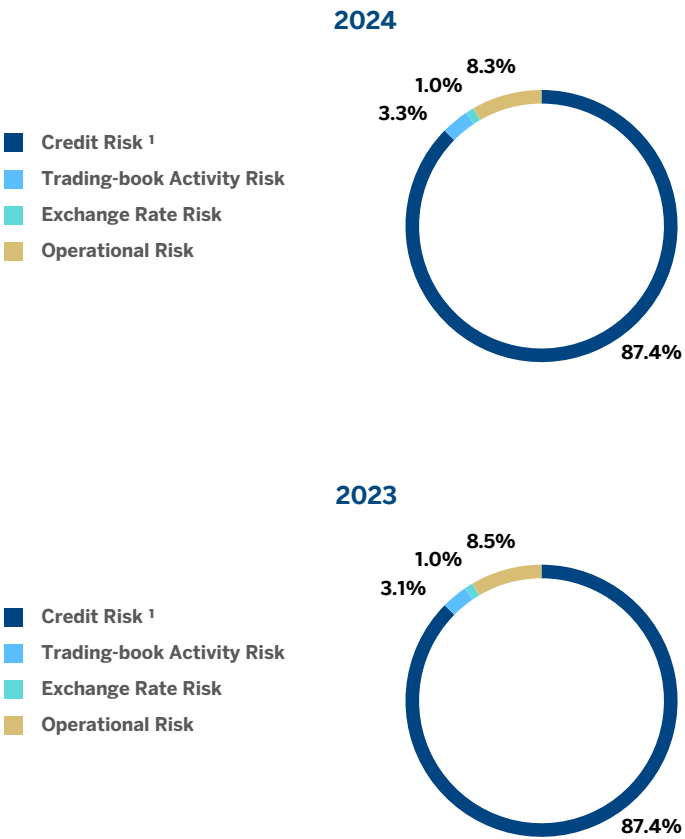 2024
8.3%
1.0%
3.3%
Credit Risk ¹
Trading-book Activity Risk
Exchange Rate Risk
Operational Risk
87.4%
2023
8.5%
1.0%
3.1%
Credit Risk ¹
Trading-book Activity Risk
Exchange Rate Risk
Operational Risk
87.4%